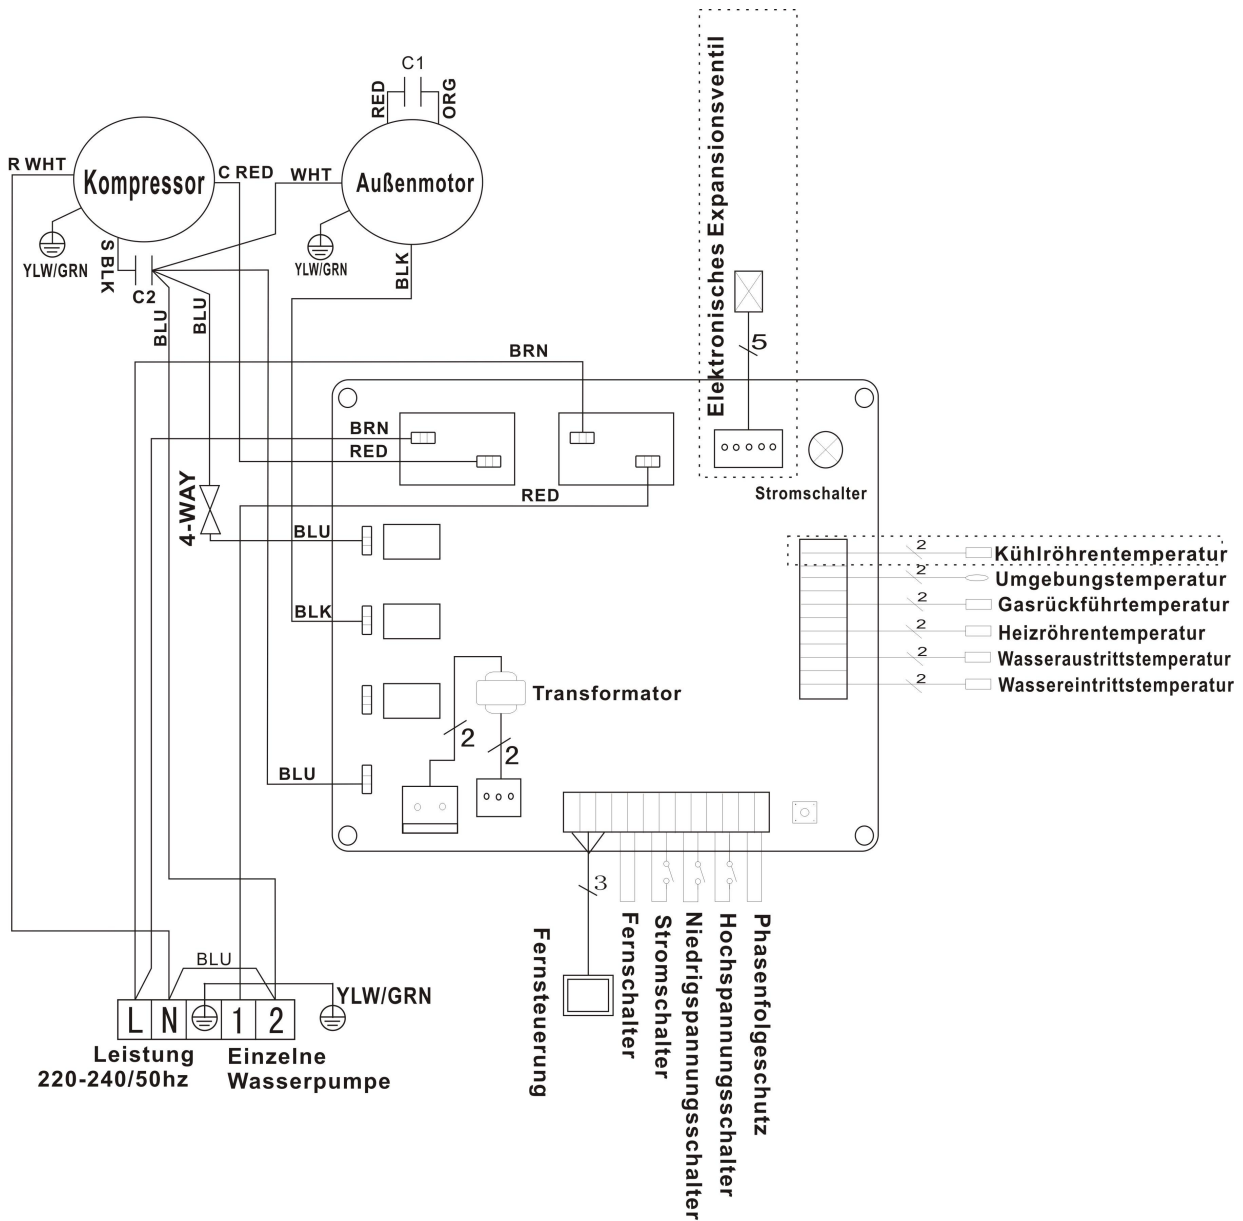 C1
RED
ORG
Elektronisches Expansionsventil
R WHT
Kompressor
C RED
WHT
Außenmotor
YLW/GRN
S BLK
C2
YLW/GRN
BLK
BLU
BLU
5
BRN
BRN
RED
Stromschalter
RED
4-WAY
BLU
2
Kühlröhrentemperatur
2
Umgebungstemperatur
2
Gasrückführtemperatur
BLK
2
Heizröhrentemperatur
2
Wasseraustrittstemperatur
2
Wassereintrittstemperatur
Transformator
2
2
BLU
3
Fernsteuerung
Fernschalter
Stromschalter
Niedrigspannungsschalter
Hochspannungsschalter
Phasenfolgeschutz
BLU
YLW/GRN
L N 1 2
Leistung
220-240/50hz
Einzelne
Wasserpumpe